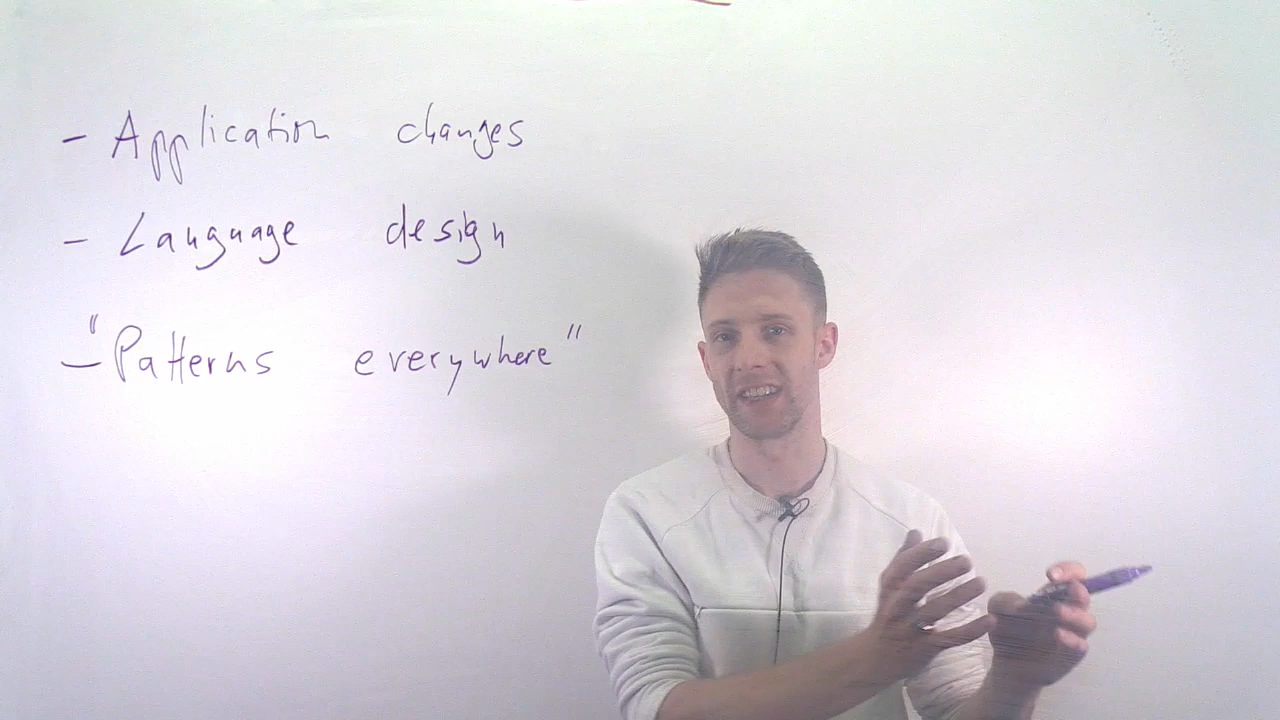 - Application changes
- Language design
- "Patterns everywhere"